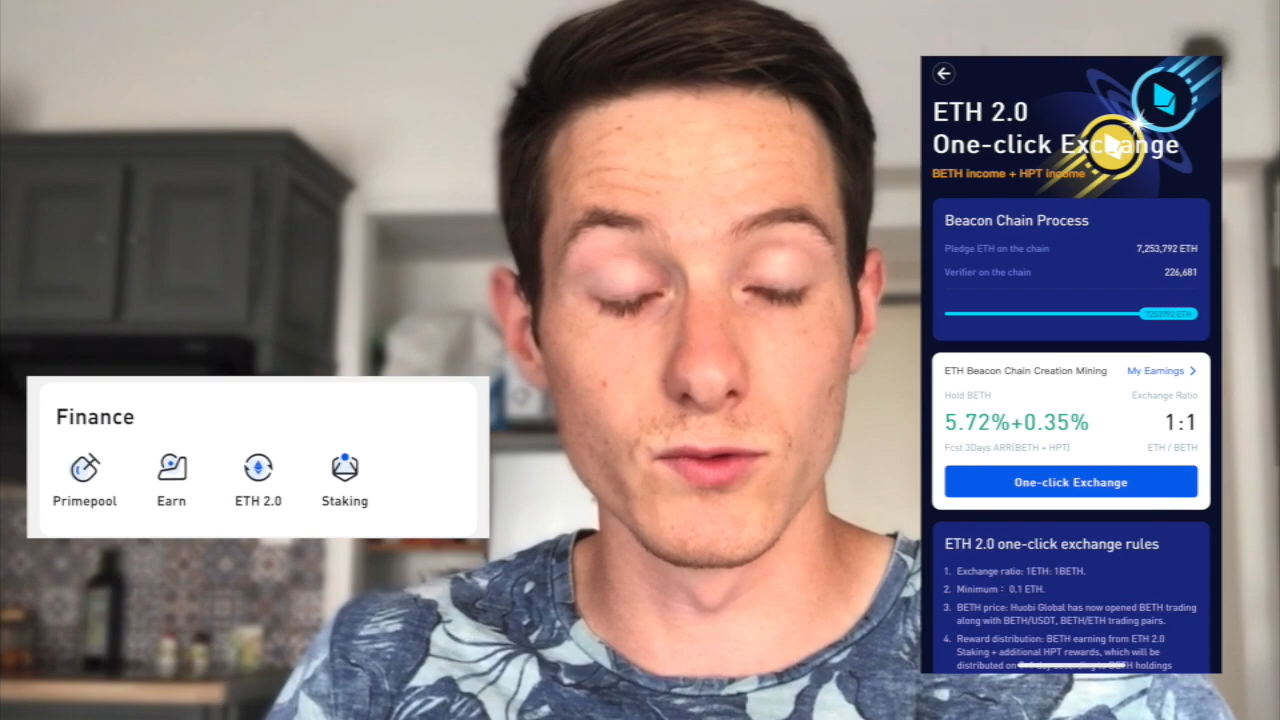 Finance
Primepool
Earn
ETH 2.0
Staking
ETH 2.0
One-click Exchange
BETH income + HPT income
Beacon Chain Process
Pledge ETH on the chain
7,253,792 ETH
Verifier on the chain
226,681
7253792 ETH
ETH Beacon Chain Creation Mining
My Earnings
Hold BETH
Exchange Ratio
5.72%+0.35%
1:1
Fcst 3Days ARR(BETH + HPT)
ETH / BETH
One-click Exchange
ETH 2.0 one-click exchange rules
1. Exchange ratio: 1ETH: 1BETH.
2. Minimum： 0.1 ETH.
3. BETH price: Huobi Global has now opened BETH trading
along with BETH/USDT, BETH/ETH trading pairs.
4. Reward distribution: BETH earning from ETH 2.0
Staking + additional HPT rewards, which will be
distributed on day according to BETH holdings